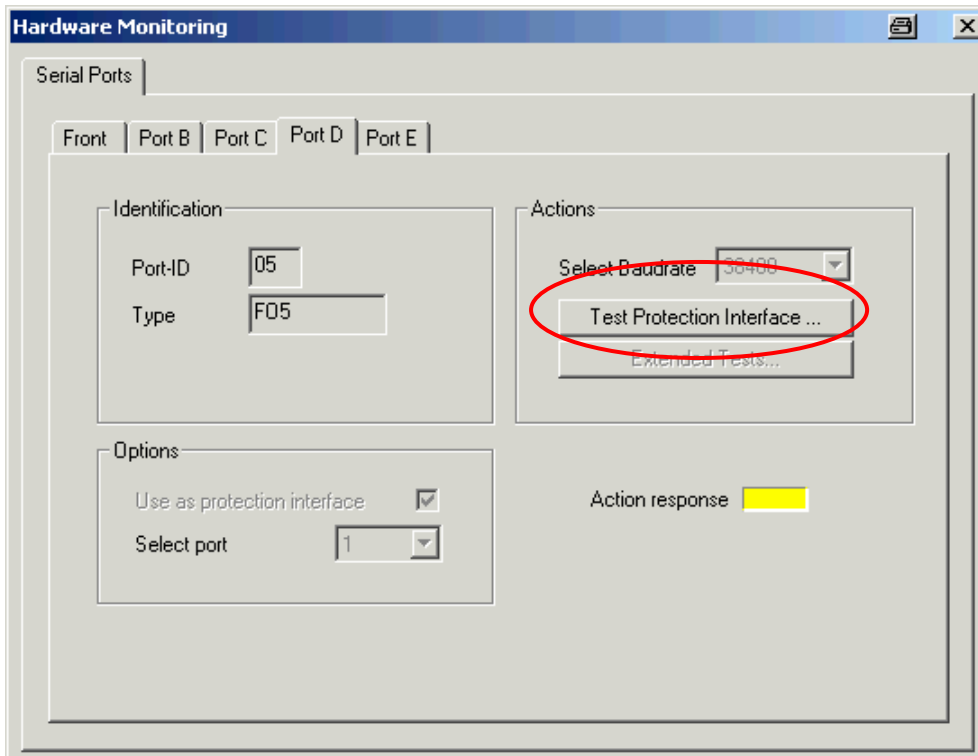 Hardware Monitoring
Serial Ports
Front Port B Port C Port D Port E
Identification
Port-ID 05
Type FO5
Actions
Select Baudrate 38400
Test Protection Interface ...
Extended Tests...
Options
Use as protection interface
Select port 1
Action response